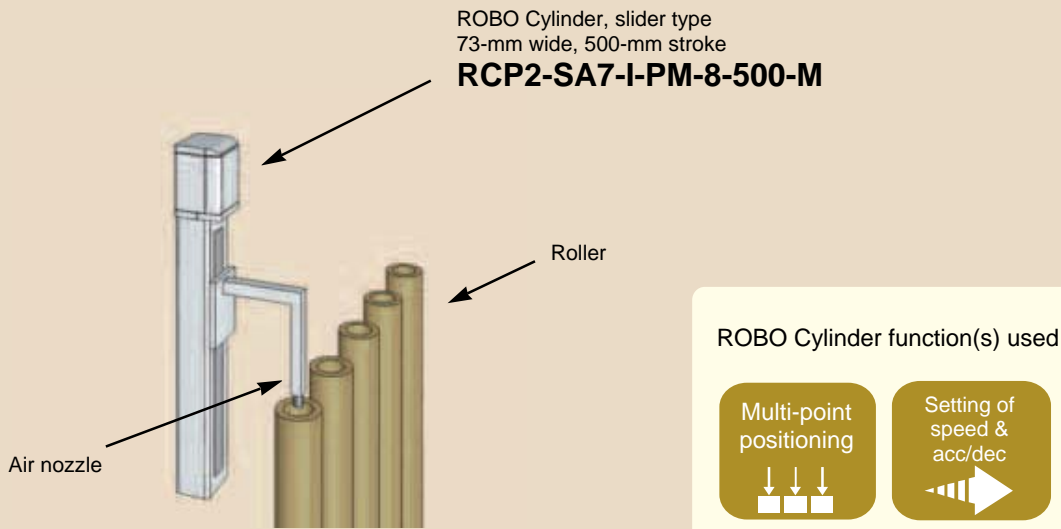 ROBO Cylinder, slider type
73-mm wide, 500-mm stroke
RCP2-SA7-I-PM-8-500-M
Roller
Air nozzle
ROBO Cylinder function(s) used
Multi-point
positioning
Setting of
speed &
acc/dec